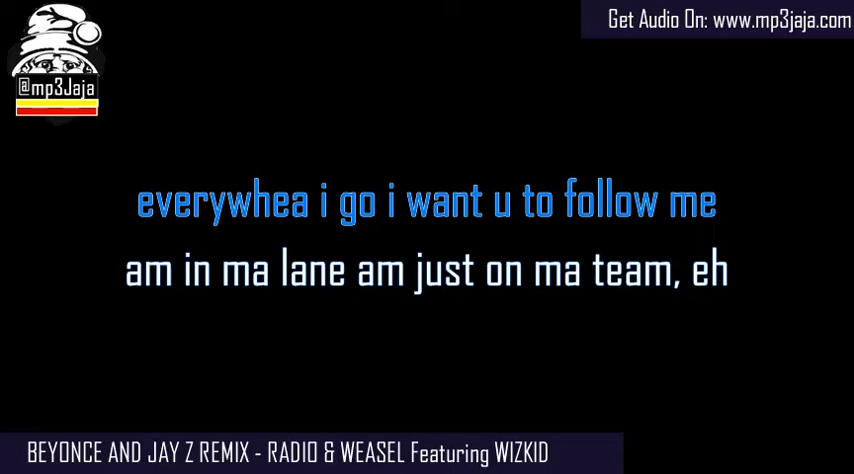 Get Audio On: www.mp3jaja.com
@mp3Jaja
everywhea i go i want u to follow me
am in ma lane am just on ma team, eh
BEYONCE AND JAY Z REMIX - RADIO & WEASEL Featuring WIZKID